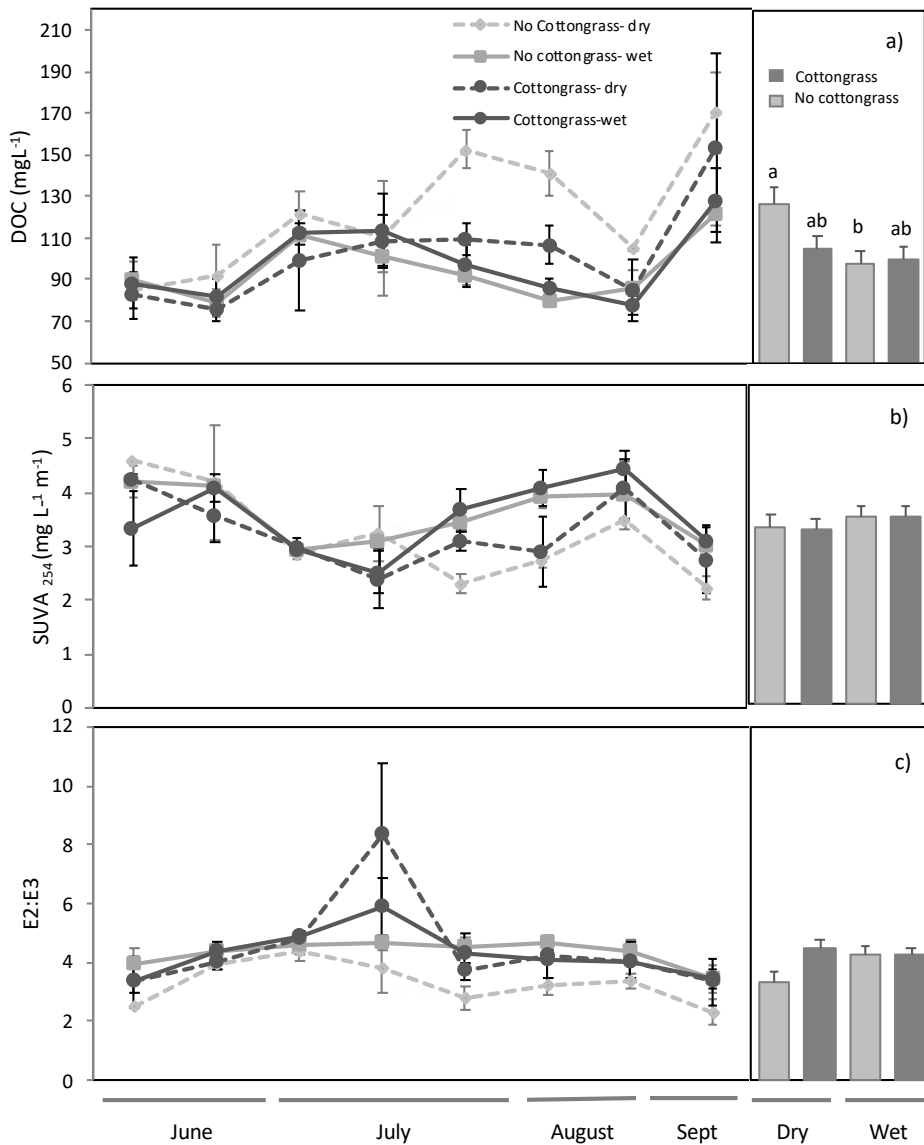 a)
No Cottongrass- dry
No cottongrass- wet
Cottongrass- dry
Cottongrass-wet
Cottongrass
No cottongrass
DOC (mgL⁻¹)
210
190
170
150
130
110
90
70
50
a
ab
b
ab
b)
SUVA ₂₅₄ (mg L⁻¹ m⁻¹)
6
5
4
3
2
1
0
c)
E2:E3
12
10
8
6
4
2
0
June
July
August
Sept
Dry
Wet